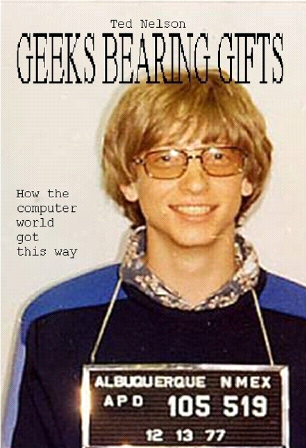 Ted Nelson
GEEKS BEARING GIFTS
How the
computer
world
got
this way
ALBUQUERQUE NMEX
APD 105 519
12 13 77